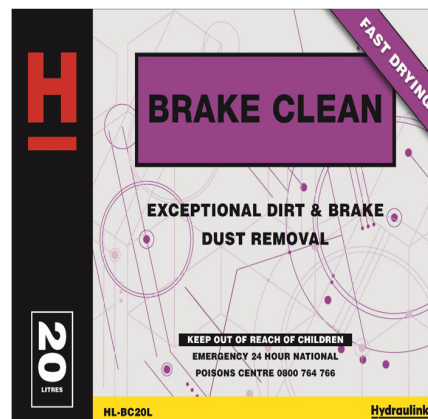 H
FAST DRYING
BRAKE CLEAN
EXCEPTIONAL DIRT & BRAKE
DUST REMOVAL
20
LITRES
KEEP OUT OF REACH OF CHILDREN
EMERGENCY 24 HOUR NATIONAL
POISONS CENTRE 0800 764 766
HL-BC20L
Hydraulink